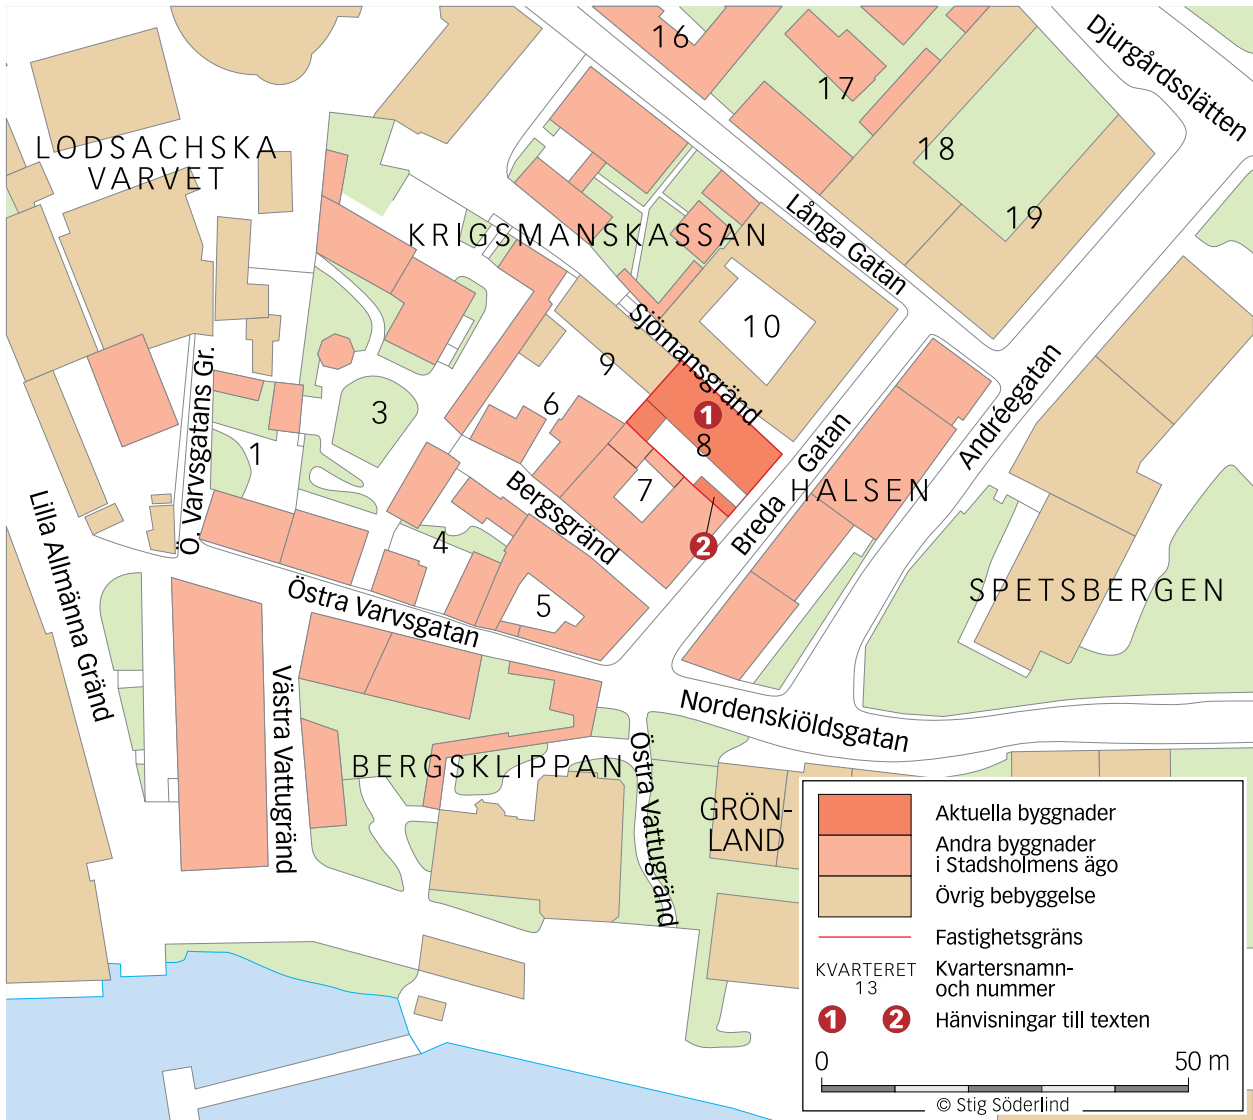 16
17
Djurgårdsslätten
LODSACHSKA
VARVET
18
19
KRIGSMANSKASSAN
Långa Gatan
10
Sjömansgränd
9
Ö. Varvsgatans Gr.
3
6
1
8
Andréegatan
1
Bergsgränd
7
Breda Gatan
HALSEN
2
Lilla Allmänna Gränd
4
5
Östra Varvsgatan
SPETSBERGEN
Västra Vattugränd
Nordenskiöldsgatan
BERGSKLIPPAN
Östra Vattugränd
GRÖN-
LAND
Aktuella byggnader
Andra byggnader
i Stadsholmens ägo
Övrig bebyggelse
Fastighetsgräns
KVARTERET
13
Kvartersnamn-
och nummer
1 2 Hänvisningar till texten
0 50 m
© Stig Söderlind